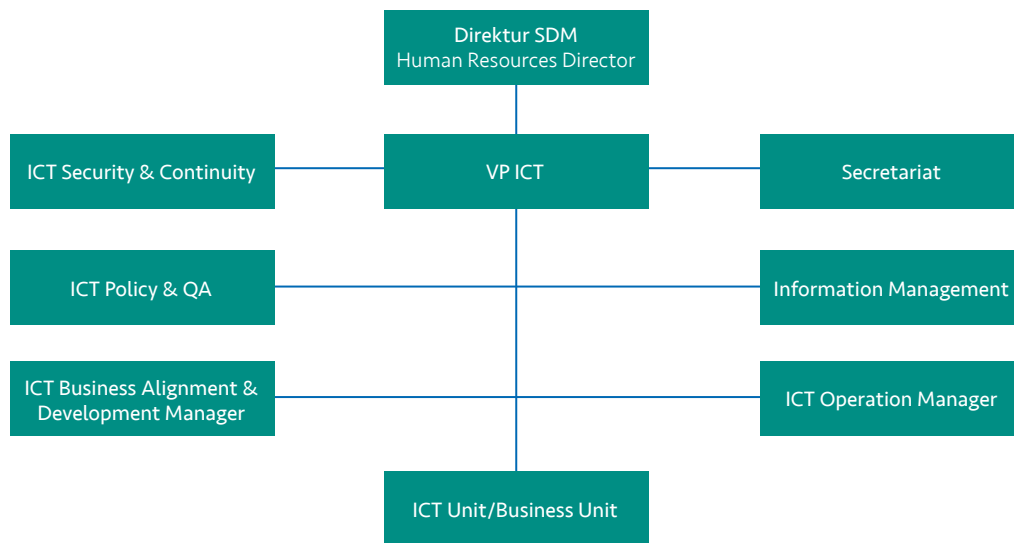 Direktur SDM
Human Resources Director
ICT Security & Continuity
VP ICT
Secretariat
ICT Policy & QA
Information Management
ICT Business Alignment &
Development Manager
ICT Operation Manager
ICT Unit/Business Unit